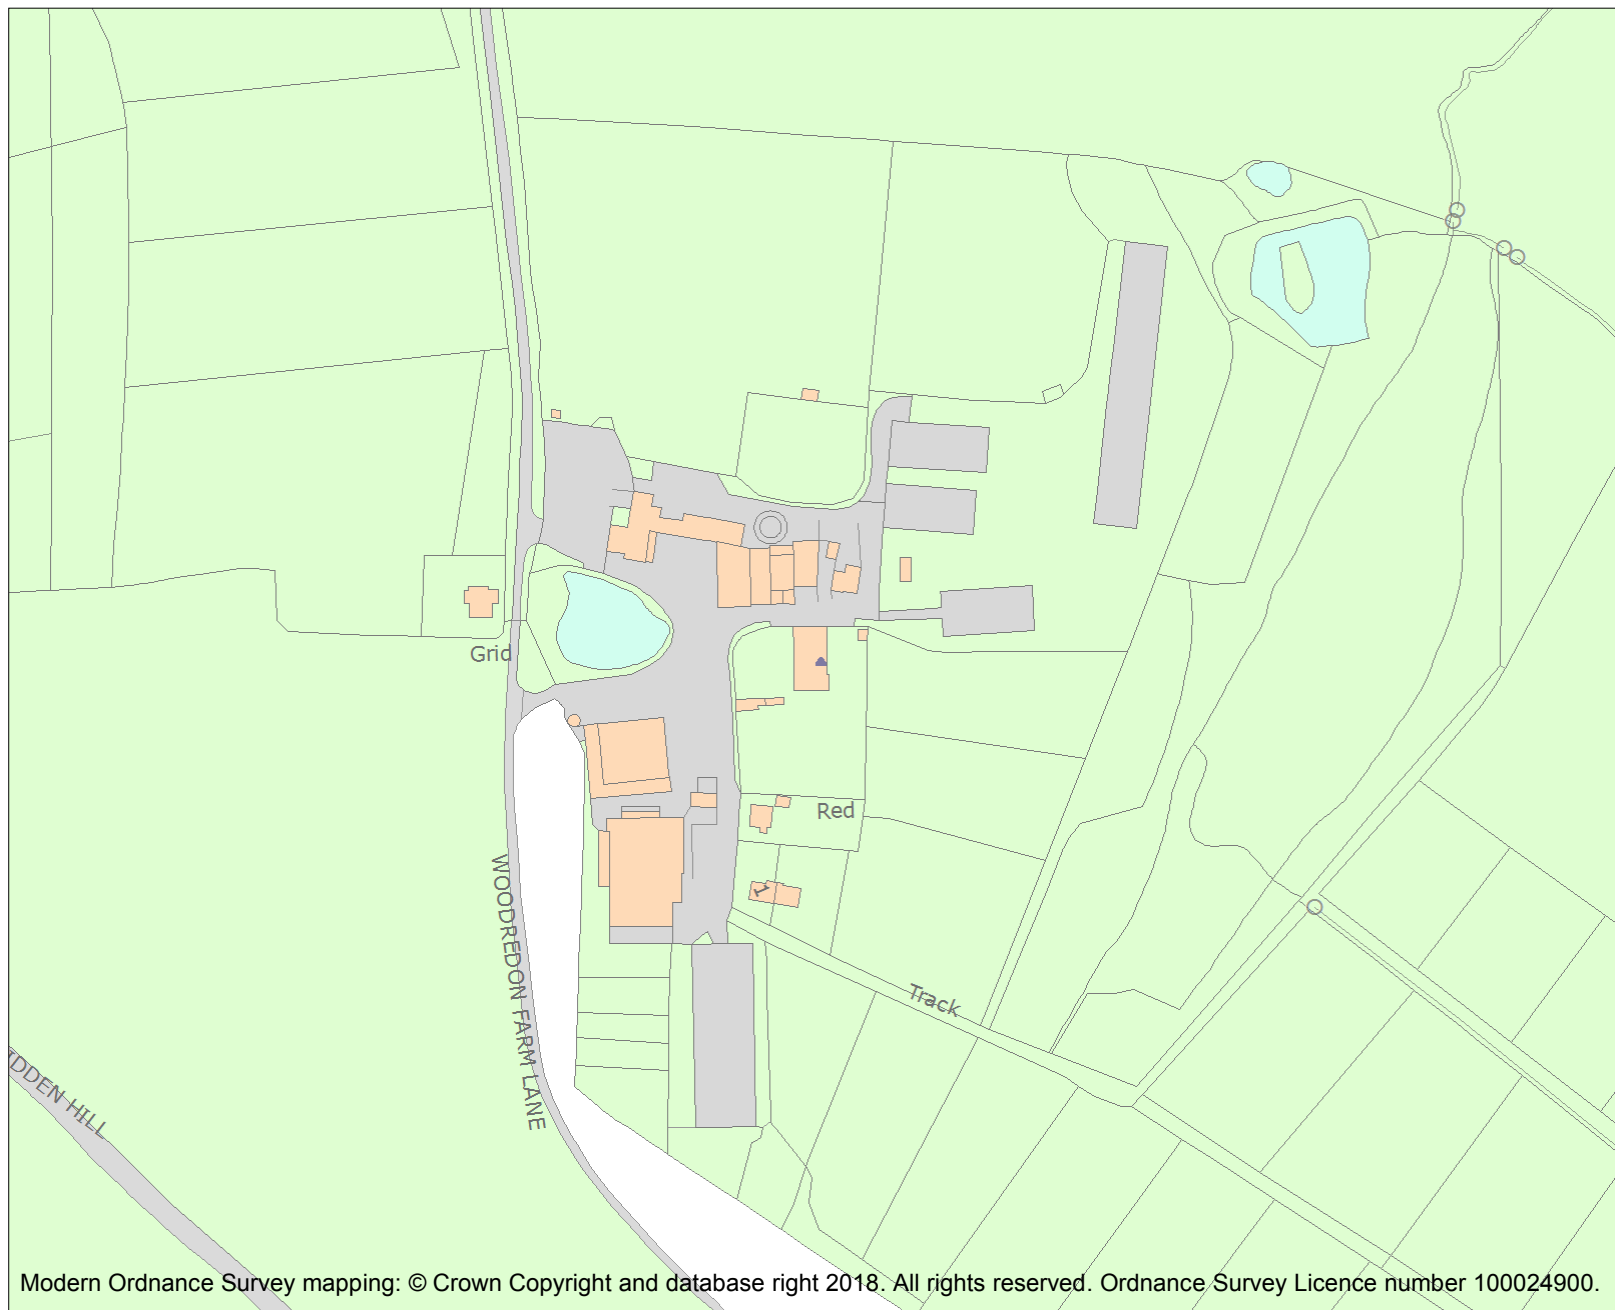 Grid
Red
1
WOODREDON FARM LANE
Track
IDDEN HILL
Modern Ordnance Survey mapping: © Crown Copyright and database right 2018. All rights reserved. Ordnance Survey Licence number 100024900.